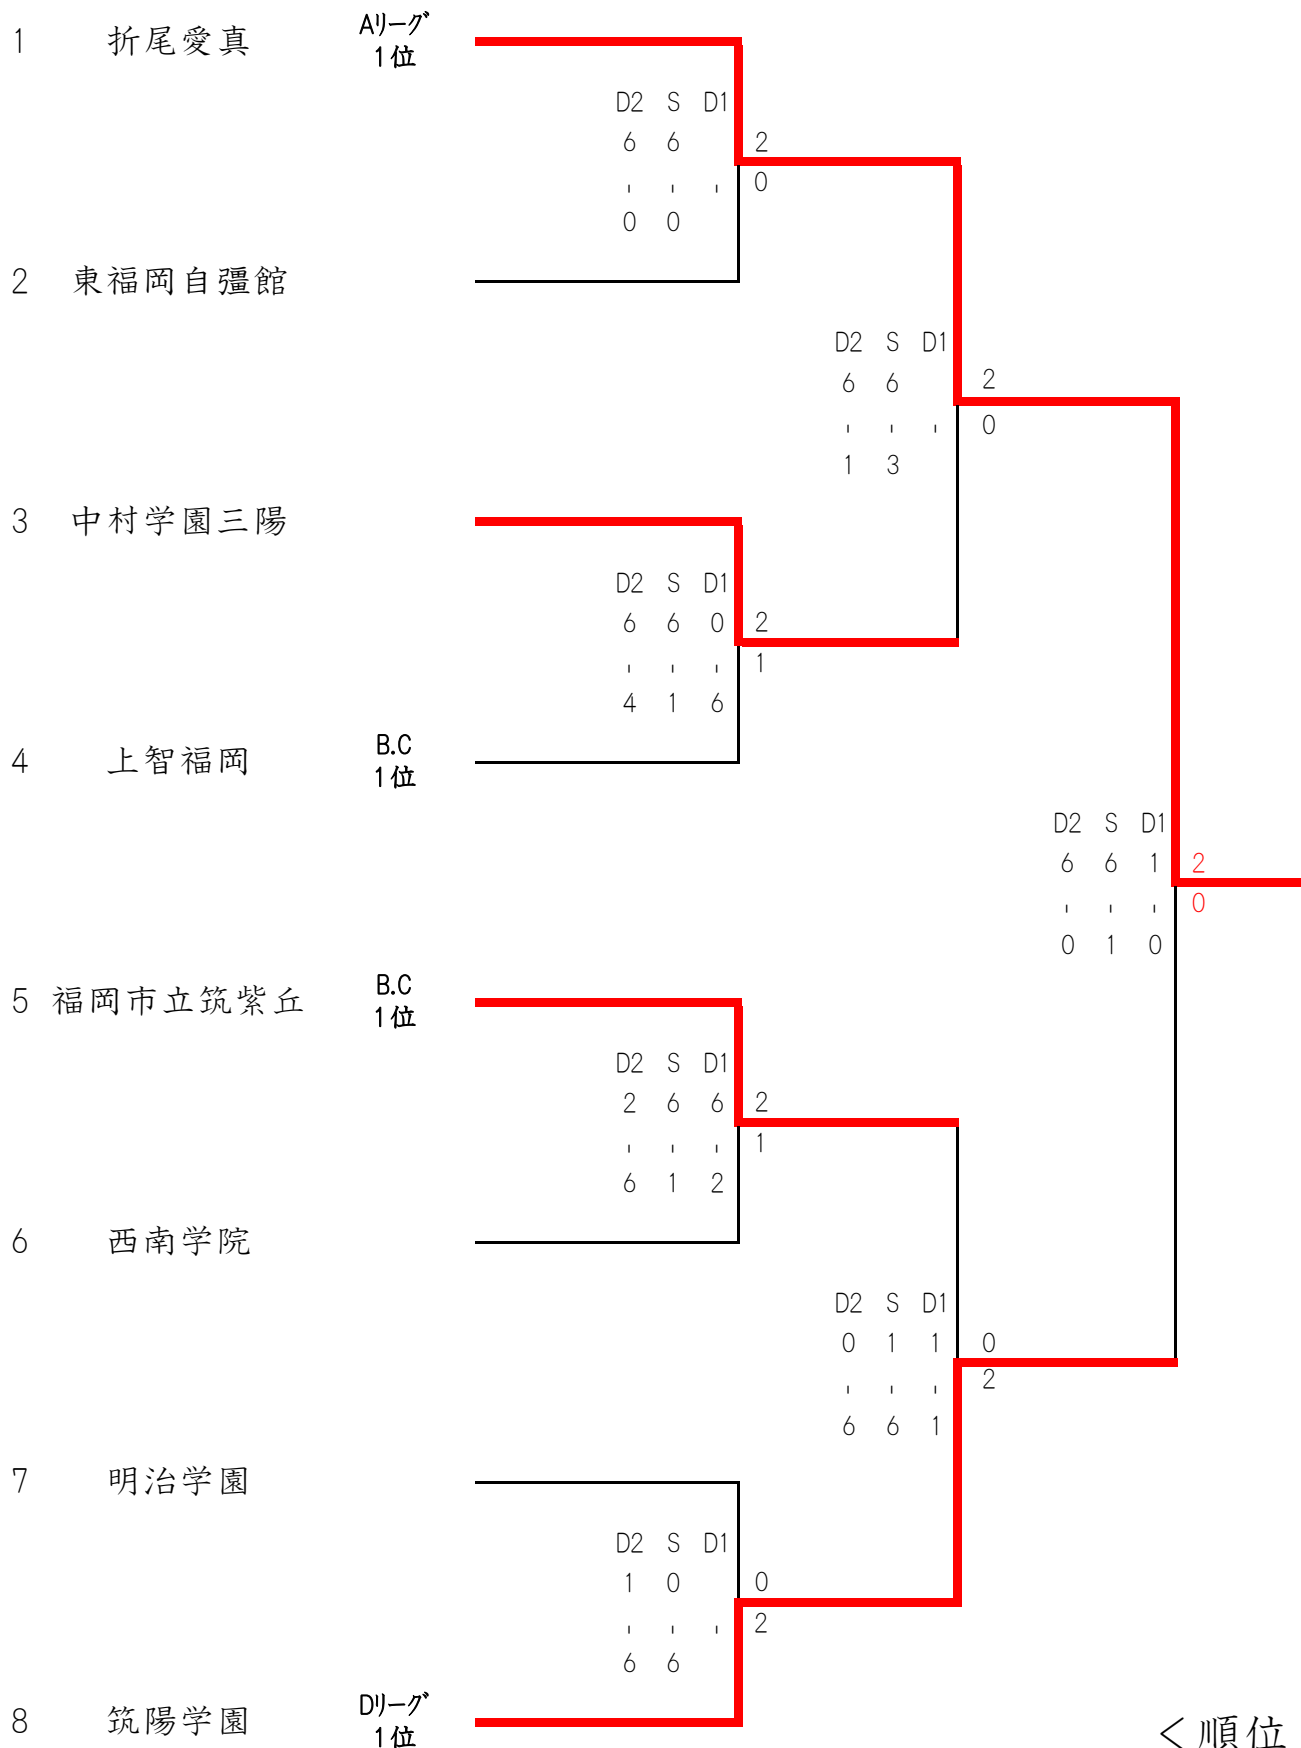 1 折尾愛真 Aリーグ
1位
D2 S D1
6 6
2
- - -
0
0 0
2 東福岡自彊館
D2 S D1
6 6
2
- - -
0
1 3
3 中村学園三陽
D2 S D1
6 6 0 2
- - -
1
4 1 6
4 上智福岡 B.C
1位
D2 S D1
6 6 1 2
- - -
0
0 1 0
5 福岡市立筑紫丘 B.C
1位
D2 S D1
2 6 6 2
- - -
1
6 1 2
6 西南学院
D2 S D1
0 1 1 0
- - -
2
6 6 1
7 明治学園
D2 S D1
1 0
0
- - -
2
6 6
8 筑陽学園 Dリーグ
1位
<順位